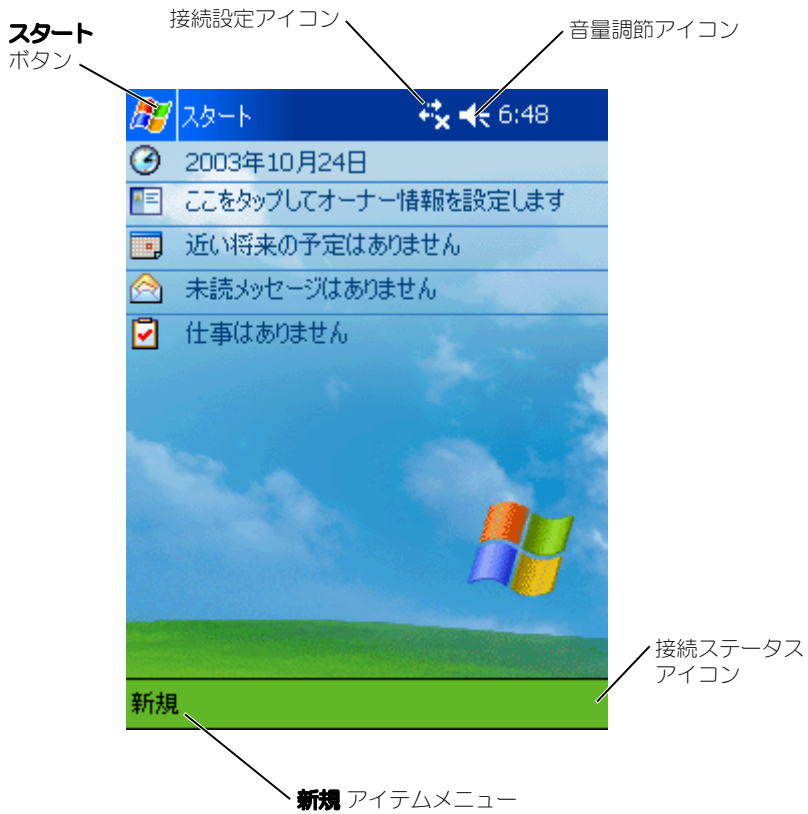 接続設定アイコン
スタート
ボタン
音量調節アイコン
スタート 6:48
2003年10月24日
ここをタップしてオーナー情報を設定します
近い将来の予定はありません
未読メッセージはありません
仕事はありません
接続ステータス
アイコン
新規
新規 アイテムメニュー